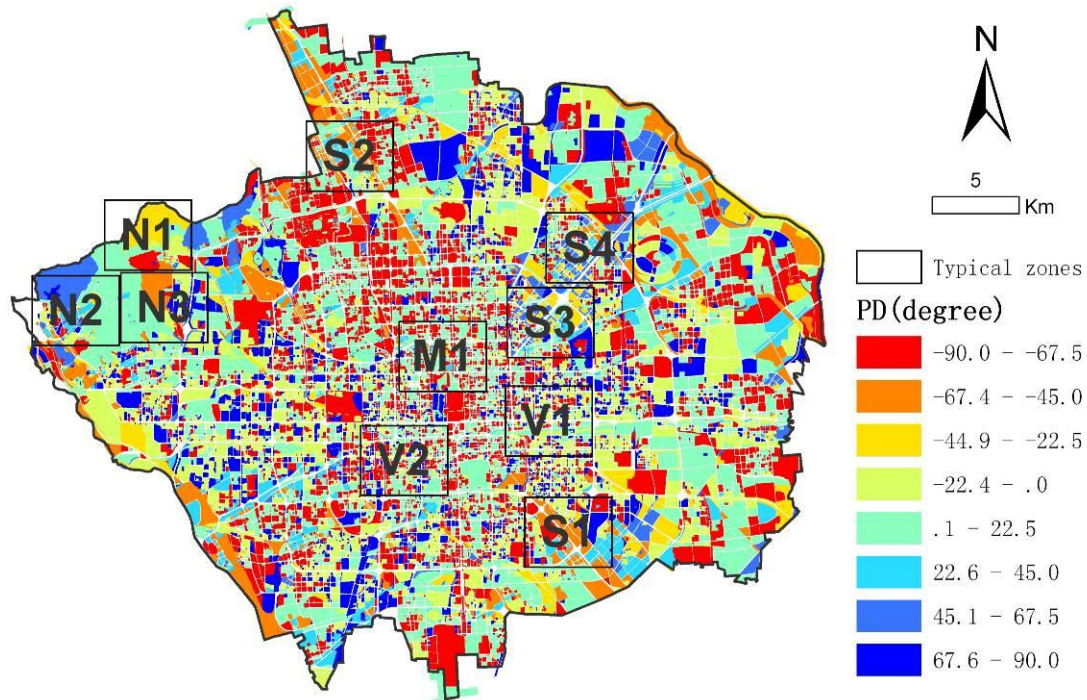 N
5
Km
Typical zones
PD(degree)
-90.0 - -67.5
-67.4 - -45.0
-44.9 - -22.5
-22.4 - .0
.1 - 22.5
22.6 - 45.0
45.1 - 67.5
67.6 - 90.0
S2
N1
S4
N2
N3
S3
M1
V1
V2
S1